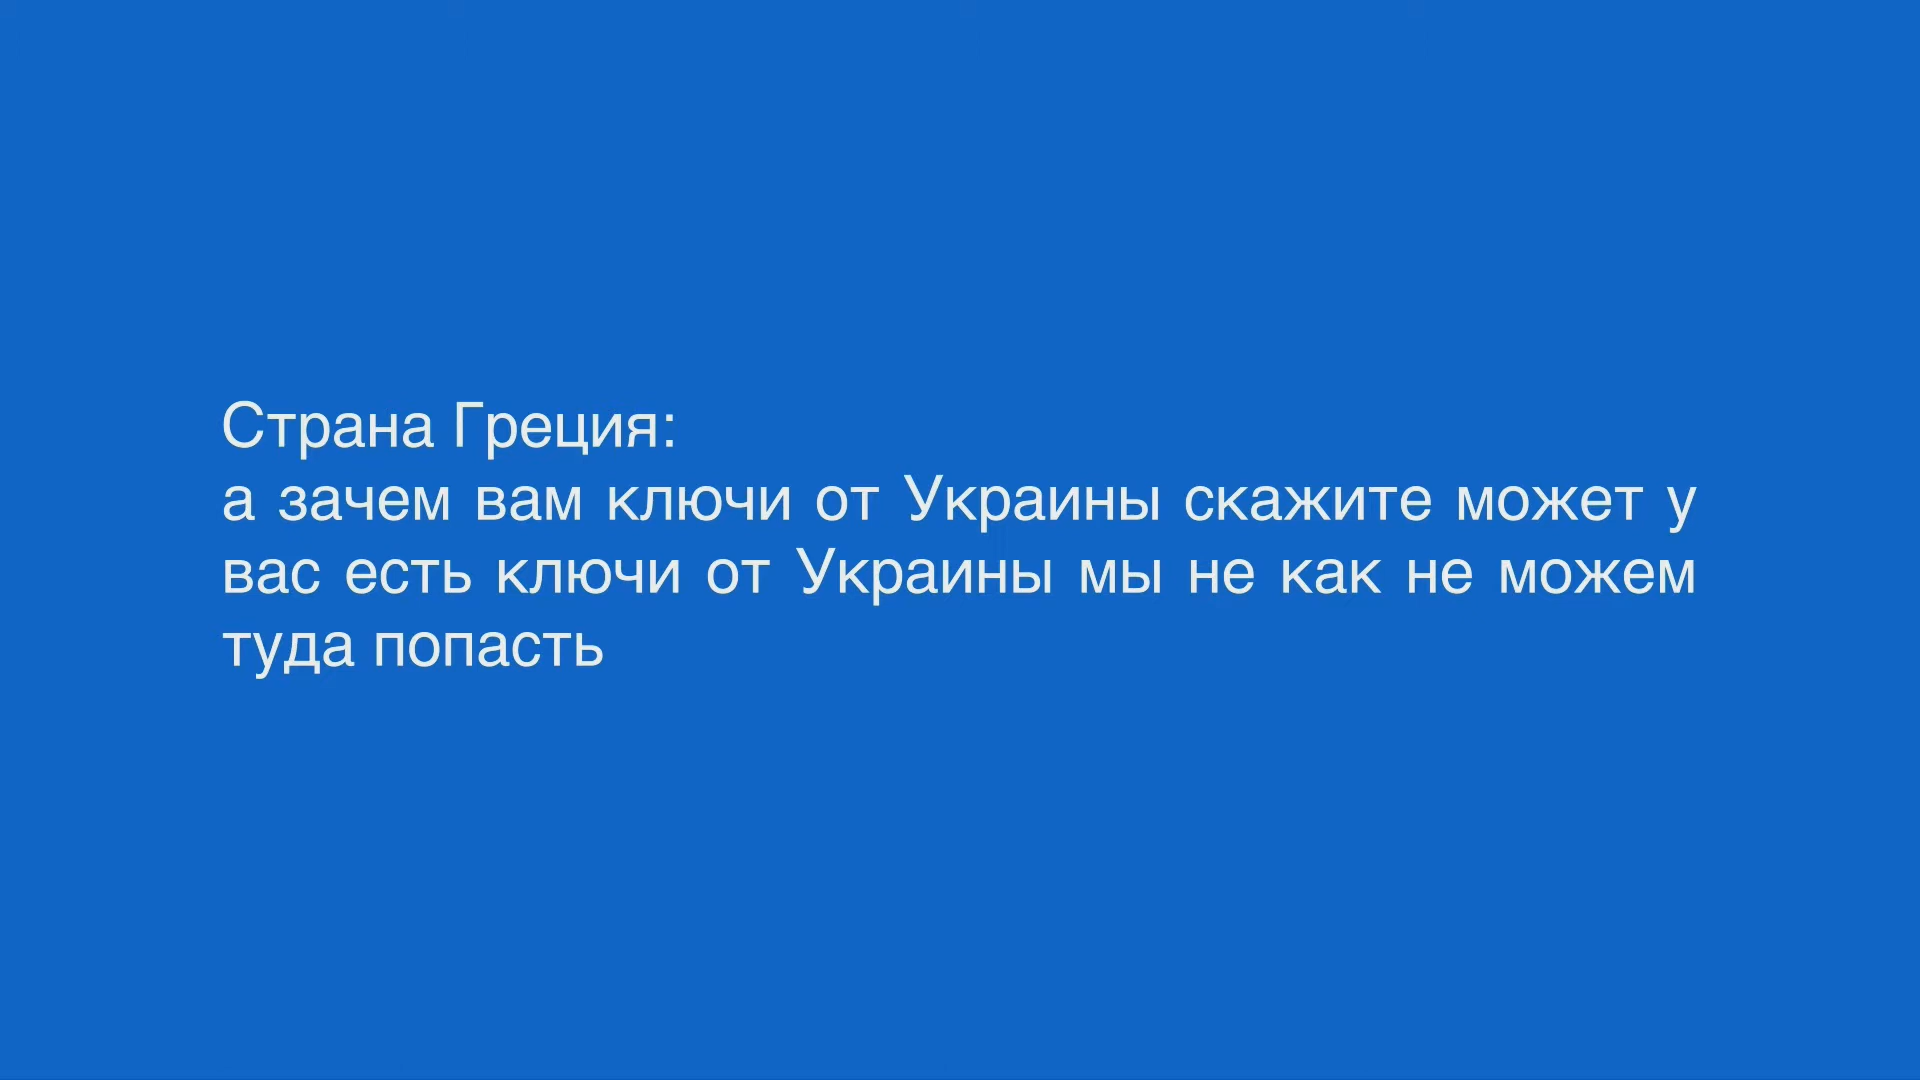 Страна Греция:
а зачем вам ключи от Украины скажите может у
вас есть ключи от Украины мы не как не можем
туда попасть